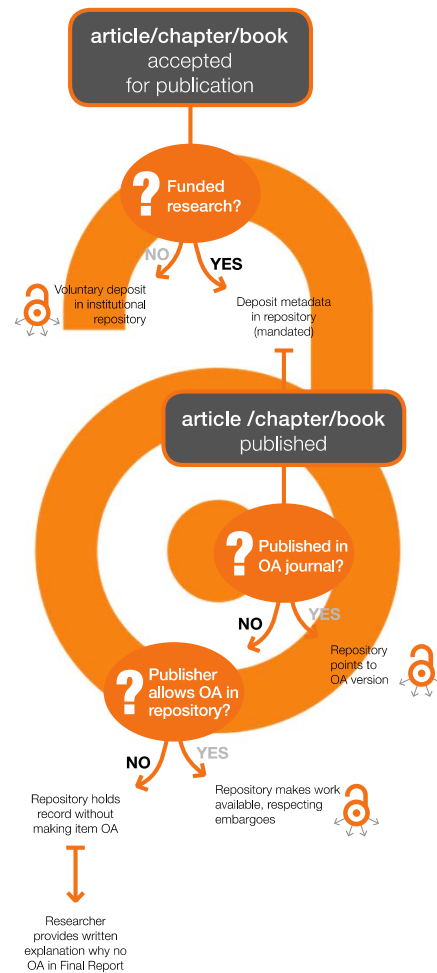 article/chapter/book
accepted
for publication
? Funded
research?
NO
YES
Voluntary deposit
in institutional
repository
Deposit metadata
in repository
(mandated)
article /chapter/book
published
? Published in
OA journal?
NO
YES
Repository
points to
OA version
? Publisher
allows OA in
repository?
NO
YES
Repository holds
record without
making item OA
Repository makes work
available, respecting
embargoes
Researcher
provides written
explanation why no
OA in Final Report